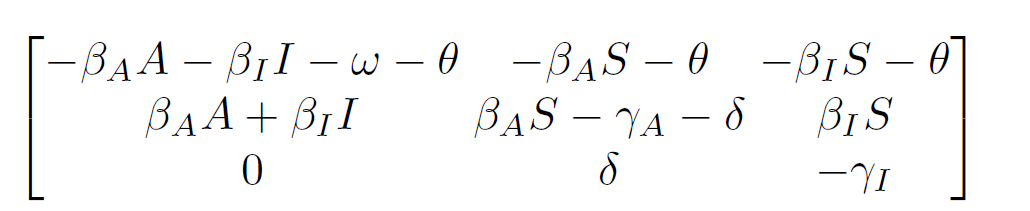 −β_A A − β_I I − ω − θ   −β_A S − θ   −β_I S − θ
β_A A + β_I I   β_A S − γ_A − δ   β_I S
0   δ   −γ_I